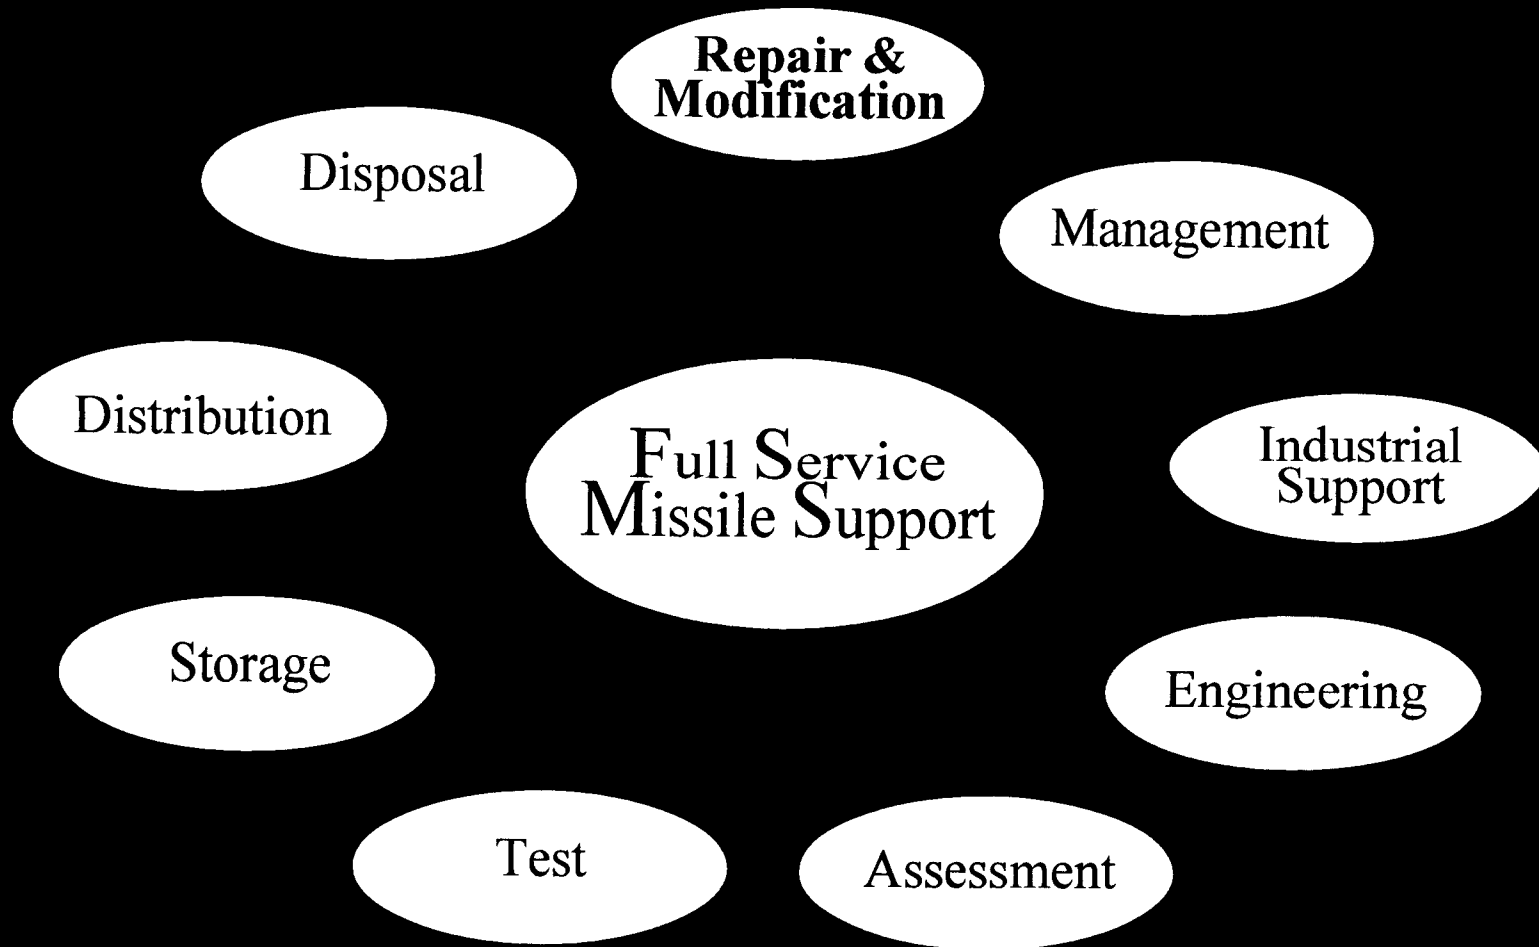 Repair &
Modification
Disposal
Management
Distribution
Full Service
Missile Support
Industrial
Support
Storage
Engineering
Test
Assessment